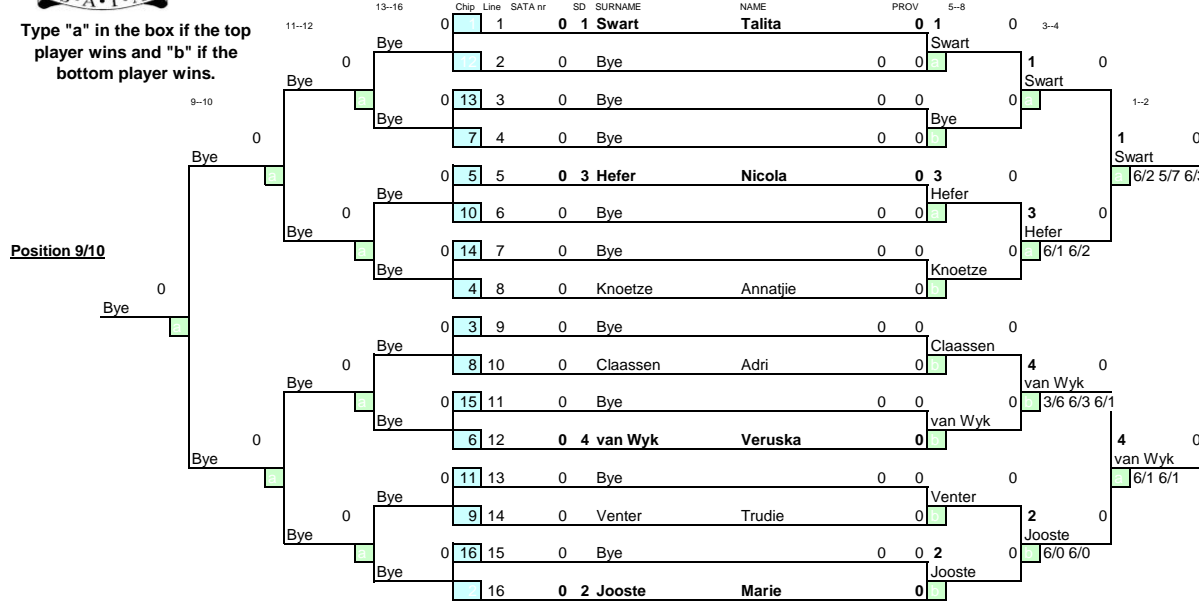 13--16 Chip Line SATA nr SD SURNAME NAME PROV 5--8
Type "a" in the box if the top 11--12 0 1 1 0 1 Swart Talita 0 1 0 3--4
player wins and "b" if the Bye Swart
bottom player wins. 0 12 2 0 Bye 0 0 a 1 0
Bye Swart
9--10 a 0 13 3 0 Bye 0 0 0 a 1--2
Bye Bye
0 7 4 0 Bye 0 0 b 1 0
Bye Swart
a 0 5 5 0 3 Hefer Nicola 0 3 0 a 6/2 5/7 6/3
Bye Hefer
0 10 6 0 Bye 0 0 a 3 0
Bye Hefer
Position 9/10 a 0 14 7 0 Bye 0 0 0 a 6/1 6/2
Bye Knoetze
0 4 8 0 Knoetze Annatjie 0 b
Bye
a 0 3 9 0 Bye 0 0 0
Bye Claassen
0 8 10 0 Claassen Adri 0 b 4 0
Bye van Wyk
a 0 15 11 0 Bye 0 0 0 b 3/6 6/3 6/1
Bye van Wyk
0 6 12 0 4 van Wyk Veruska 0 b 4 0
Bye van Wyk
a 0 11 13 0 Bye 0 0 0 a 6/1 6/1
Bye Venter
0 9 14 0 Venter Trudie 0 b 2 0
Bye Jooste
a 0 16 15 0 Bye 0 0 2 0 b 6/0 6/0
Bye Jooste
2 16 0 2 Jooste Marie 0 b